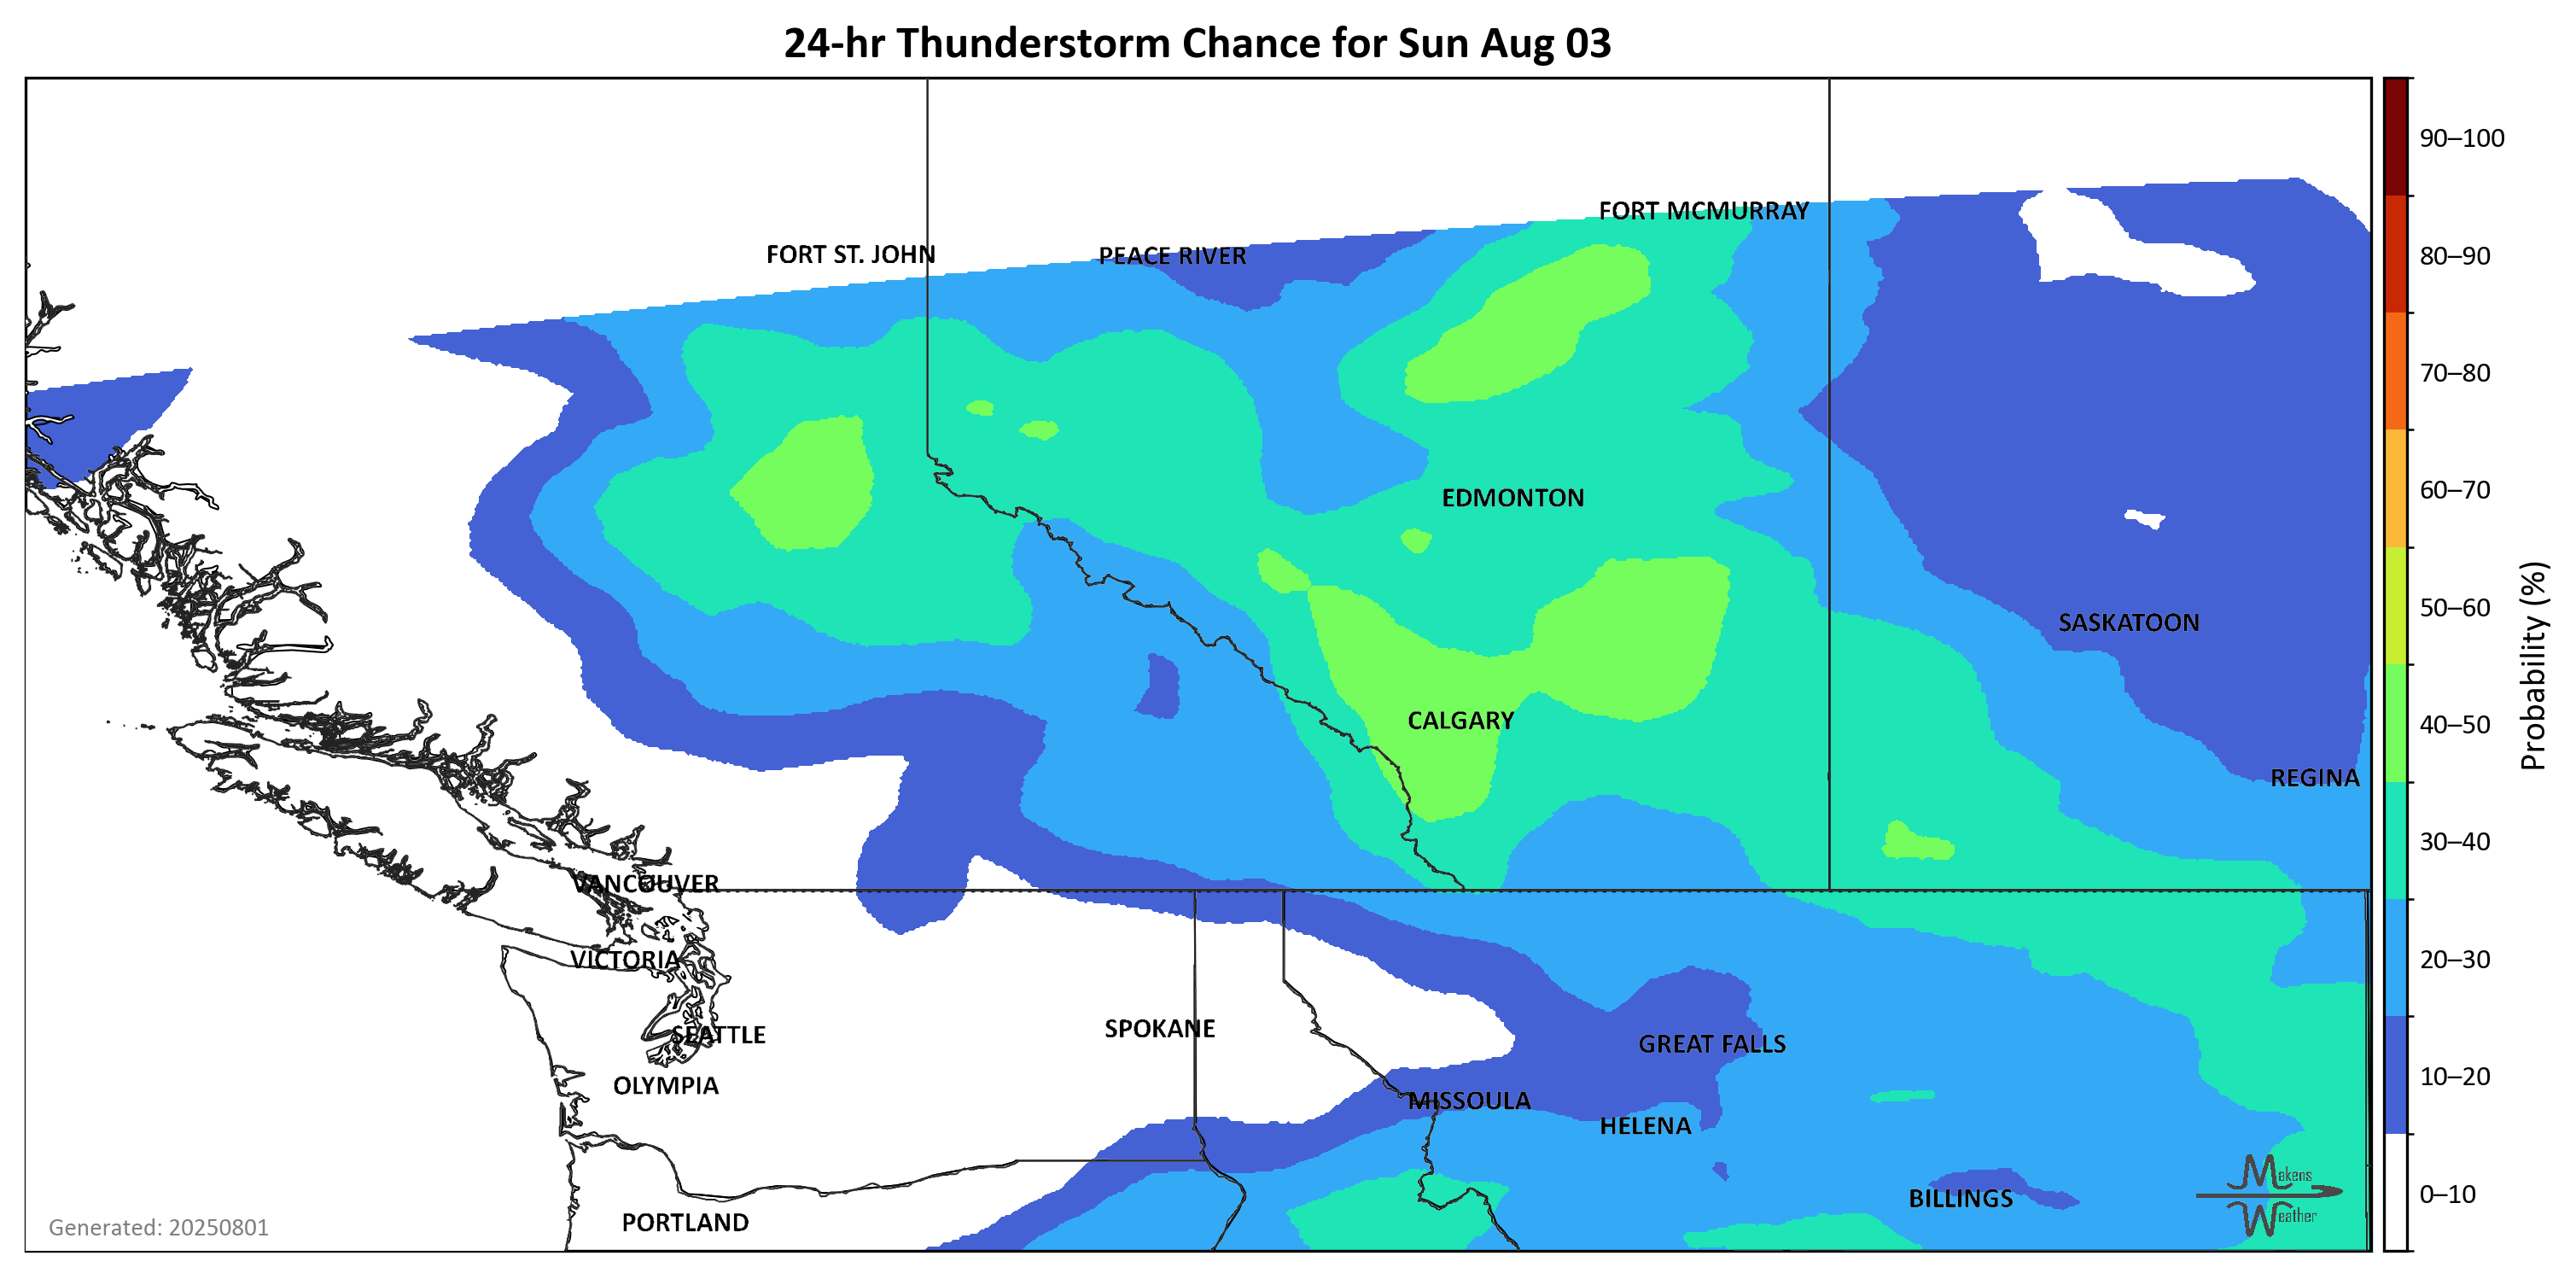 24-hr Thunderstorm Chance for Sun Aug 03
FORT MCMURRAY
FORT ST. JOHN
PEACE RIVER
EDMONTON
SASKATOON
CALGARY
REGINA
VANCOUVER
VICTORIA
SEATTLE
SPOKANE
GREAT FALLS
OLYMPIA
MISSOULA
HELENA
BILLINGS
PORTLAND
Generated: 20250801
Makens
Weather
90–100
80–90
70–80
60–70
50–60
40–50
30–40
20–30
10–20
0–10
Probability (%)